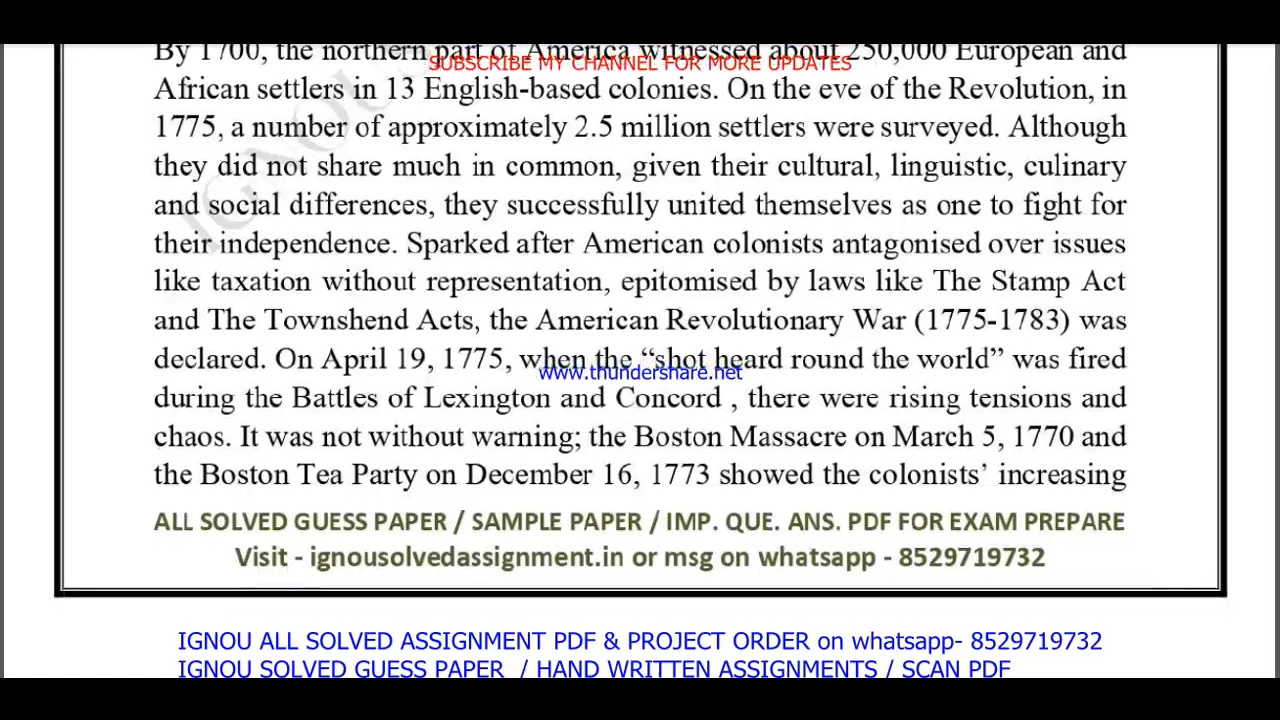 By 1700, the northern part of America witnessed about 250,000 European and
SUBSCRIBE MY CHANNEL FOR MORE UPDATES
African settlers in 13 English-based colonies. On the eve of the Revolution, in
1775, a number of approximately 2.5 million settlers were surveyed. Although
they did not share much in common, given their cultural, linguistic, culinary
and social differences, they successfully united themselves as one to fight for
their independence. Sparked after American colonists antagonised over issues
like taxation without representation, epitomised by laws like The Stamp Act
and The Townshend Acts, the American Revolutionary War (1775-1783) was
declared. On April 19, 1775, when the “shot heard round the world” was fired
www.thundershare.net
during the Battles of Lexington and Concord , there were rising tensions and
chaos. It was not without warning; the Boston Massacre on March 5, 1770 and
the Boston Tea Party on December 16, 1773 showed the colonists’ increasing
ALL SOLVED GUESS PAPER / SAMPLE PAPER / IMP. QUE. ANS. PDF FOR EXAM PREPARE
Visit - ignousolvedassignment.in or msg on whatsapp - 8529719732
IGNOU ALL SOLVED ASSIGNMENT PDF & PROJECT ORDER on whatsapp- 8529719732
IGNOU SOLVED GUESS PAPER / HAND WRITTEN ASSIGNMENTS / SCAN PDF
IGNOU